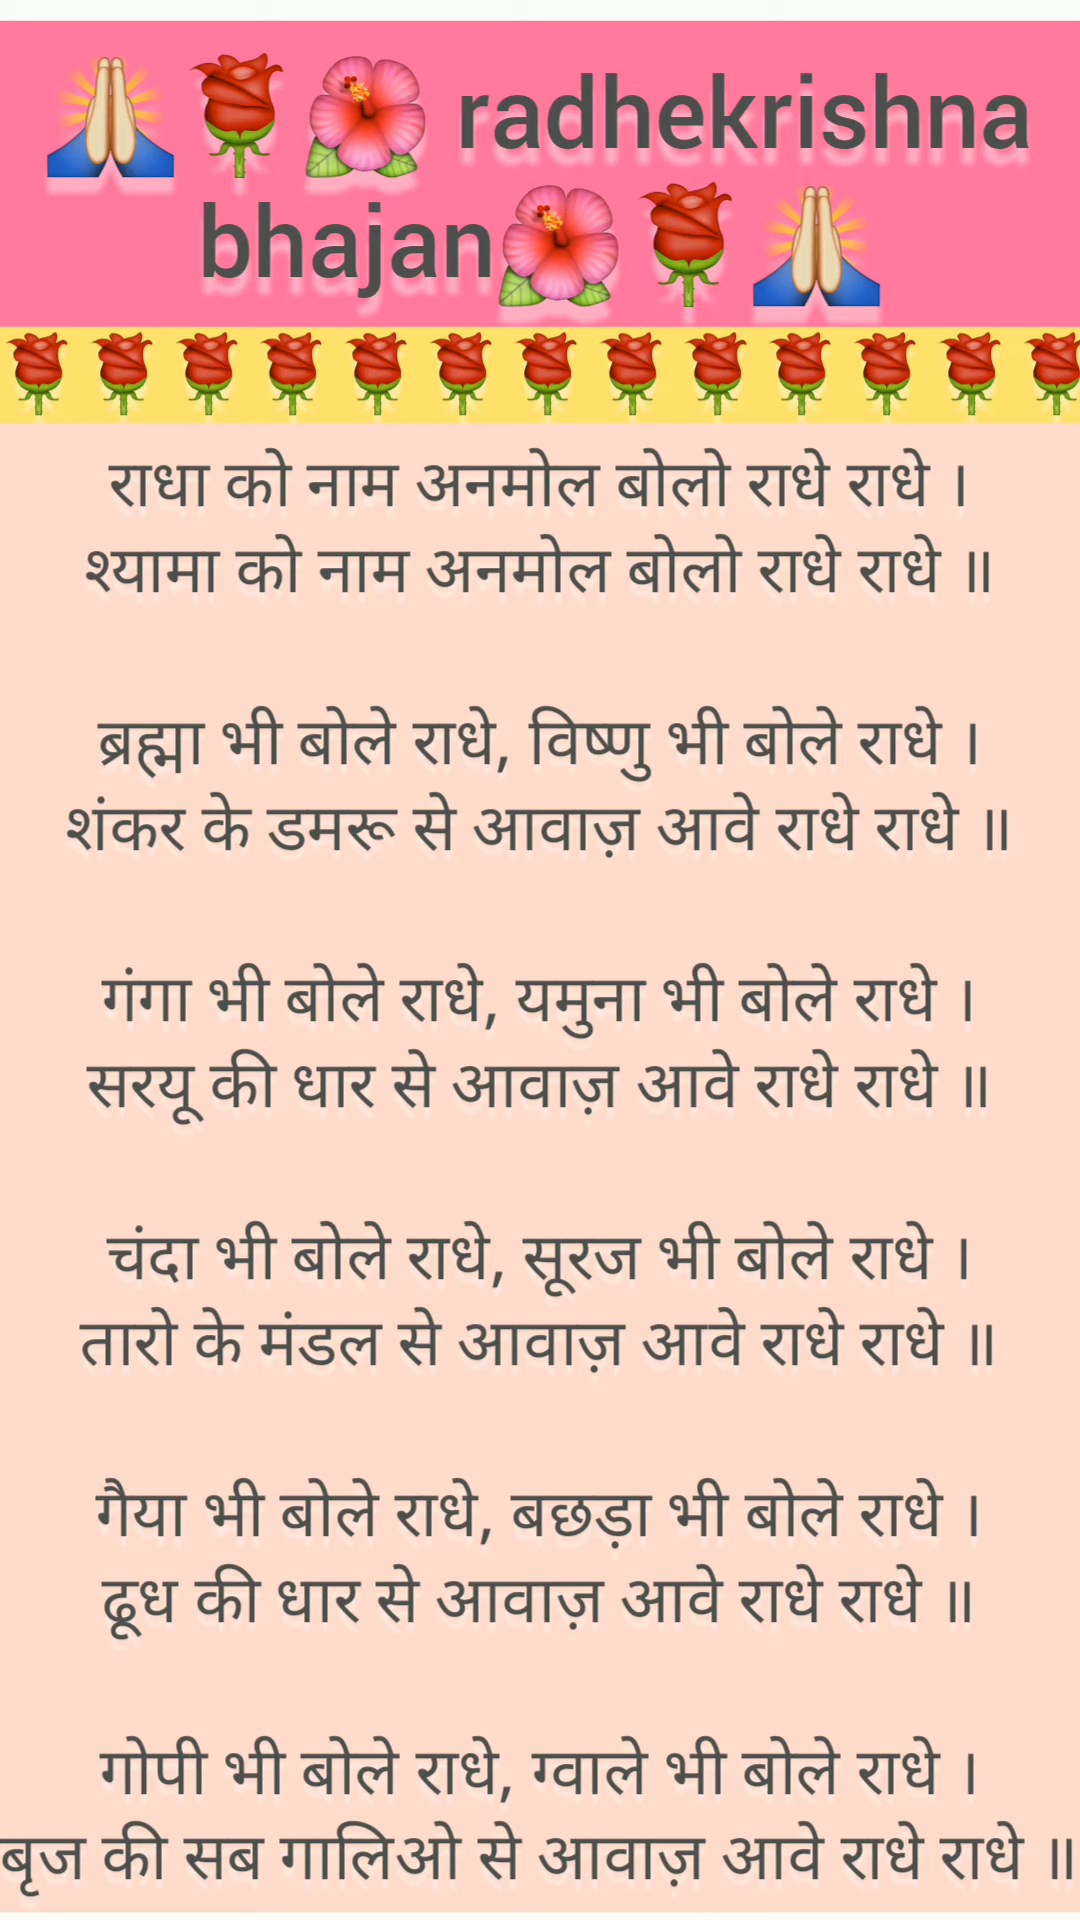 🙏🌹🌺 radhekrishna
bhajan🌺🌹🙏
🌹🌹🌹🌹🌹🌹🌹🌹🌹🌹🌹🌹🌹
राधा को नाम अनमोल बोलो राधे राधे ।
श्यामा को नाम अनमोल बोलो राधे राधे ॥
ब्रह्मा भी बोले राधे, विष्णु भी बोले राधे ।
शंकर के डमरू से आवाज़ आवे राधे राधे ॥
गंगा भी बोले राधे, यमुना भी बोले राधे ।
सरयू की धार से आवाज़ आवे राधे राधे ॥
चंदा भी बोले राधे, सूरज भी बोले राधे ।
तारो के मंडल से आवाज़ आवे राधे राधे ॥
गैया भी बोले राधे, बछड़ा भी बोले राधे ।
ढूध की धार से आवाज़ आवे राधे राधे ॥
गोपी भी बोले राधे, ग्वाले भी बोले राधे ।
बृज की सब गालिओ से आवाज़ आवे राधे राधे ॥